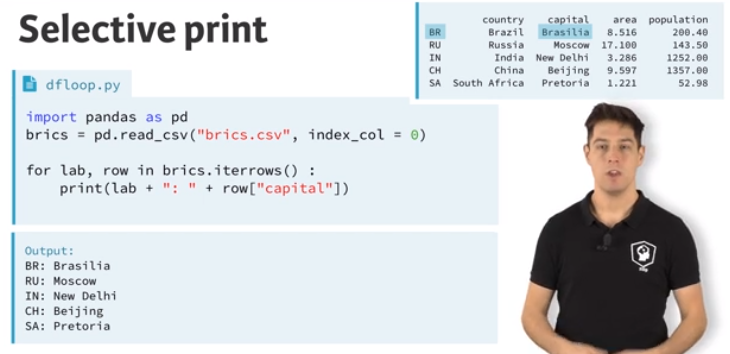 Selective print
country capital area population
BR Brazil Brasilia 8.516 200.40
RU Russia Moscow 17.100 143.50
IN India New Delhi 3.286 1252.00
CH China Beijing 9.597 1357.00
SA South Africa Pretoria 1.221 52.98
dfloop.py
import pandas as pd
brics = pd.read_csv("brics.csv", index_col = 0)
for lab, row in brics.iterrows() :
    print(lab + ": " + row["capital"])
Output:
BR: Brasilia
RU: Moscow
IN: New Delhi
CH: Beijing
SA: Pretoria